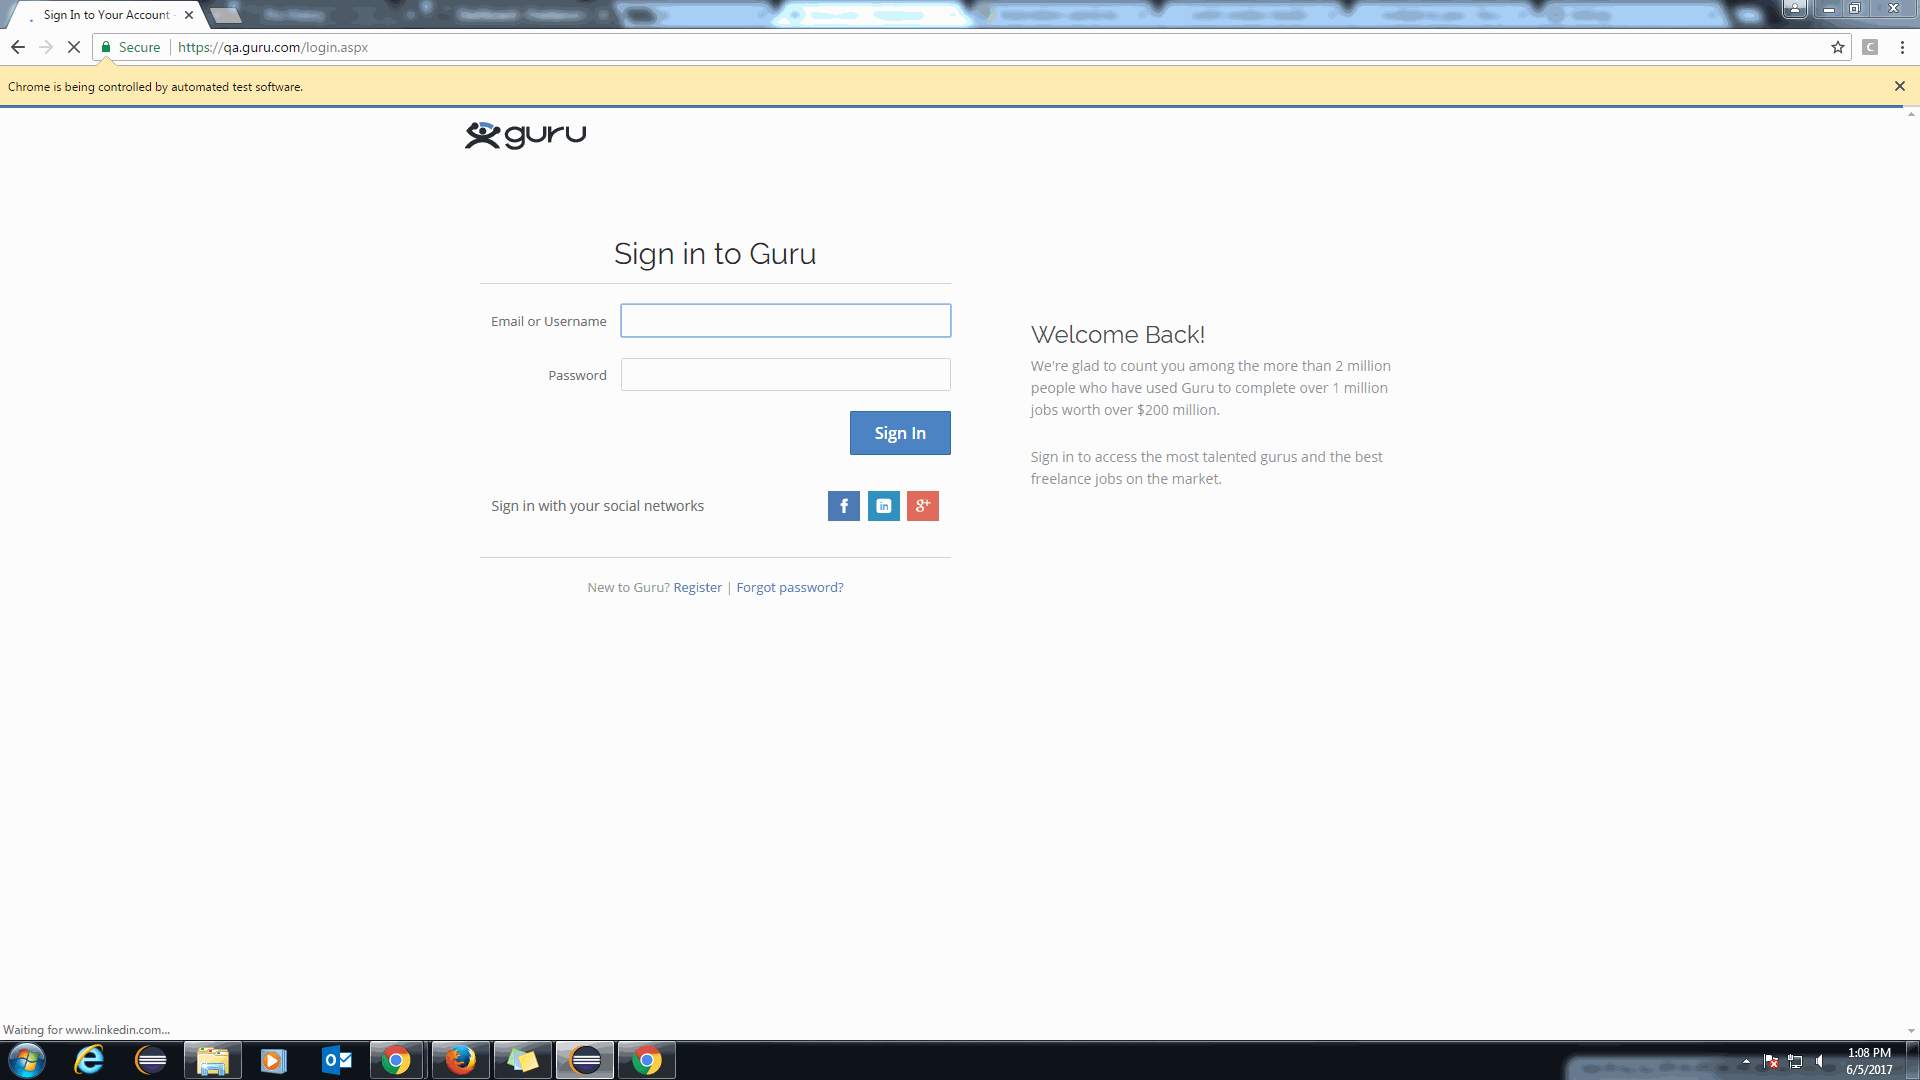 Sign In to Your Account
Secure
https://qa.guru.com/login.aspx
C
Chrome is being controlled by automated test software.
guru
Sign in to Guru
Email or Username
Password
Sign In
Sign in with your social networks
f
in
g+
New to Guru? Register | Forgot password?
Welcome Back!
We're glad to count you among the more than 2 million
people who have used Guru to complete over 1 million
jobs worth over $200 million.
Sign in to access the most talented gurus and the best
freelance jobs on the market.
Waiting for www.linkedin.com...
1:08 PM
6/5/2017